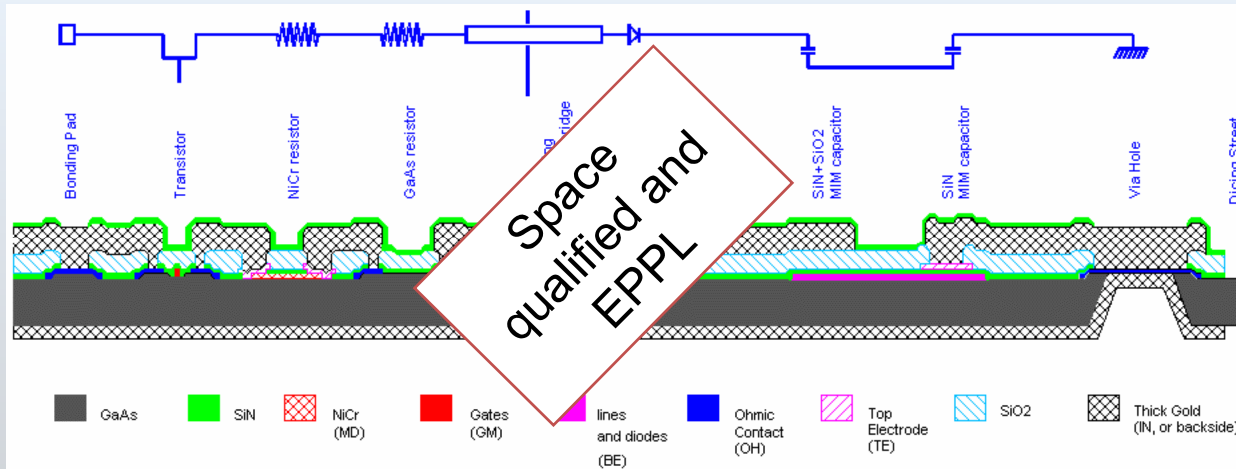 Bonding Pad
Transistor
NiCr resistor
GaAs resistor
SiN+SiO2
MIM capacitor
SiN
MIM capacitor
Via Hole
Dicing Street
Space
qualified and
EPPL
GaAs
SiN
NiCr
(MD)
Gates
(GM)
lines
and diodes
(BE)
Ohmic
Contact
(OH)
Top
Electrode
(TE)
SiO2
Thick Gold
(IN, or backside)